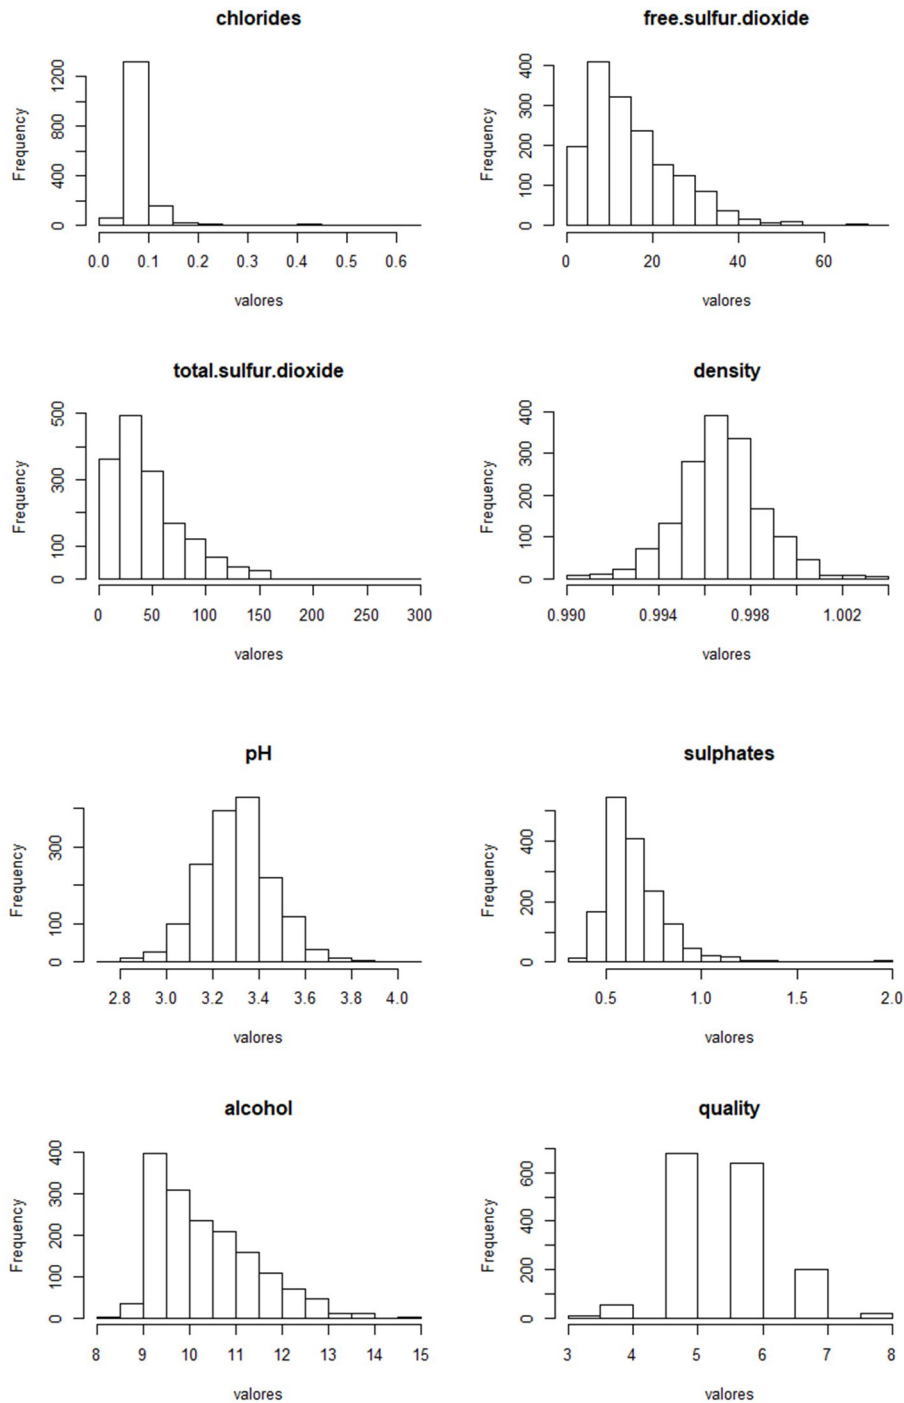 chlorides
Frequency
0 400 800 1200
0.0 0.1 0.2 0.3 0.4 0.5 0.6
valores
free.sulfur.dioxide
Frequency
0 100 200 300 400
0 20 40 60
valores
total.sulfur.dioxide
Frequency
0 100 300 500
0 50 100 150 200 250 300
valores
density
Frequency
0 100 200 300 400
0.990 0.994 0.998 1.002
valores
pH
Frequency
0 100 300
2.8 3.0 3.2 3.4 3.6 3.8 4.0
valores
sulphates
Frequency
0 200 400
0.5 1.0 1.5 2.0
valores
alcohol
Frequency
0 100 200 300 400
8 9 10 11 12 13 14 15
valores
quality
Frequency
0 200 400 600
3 4 5 6 7 8
valores